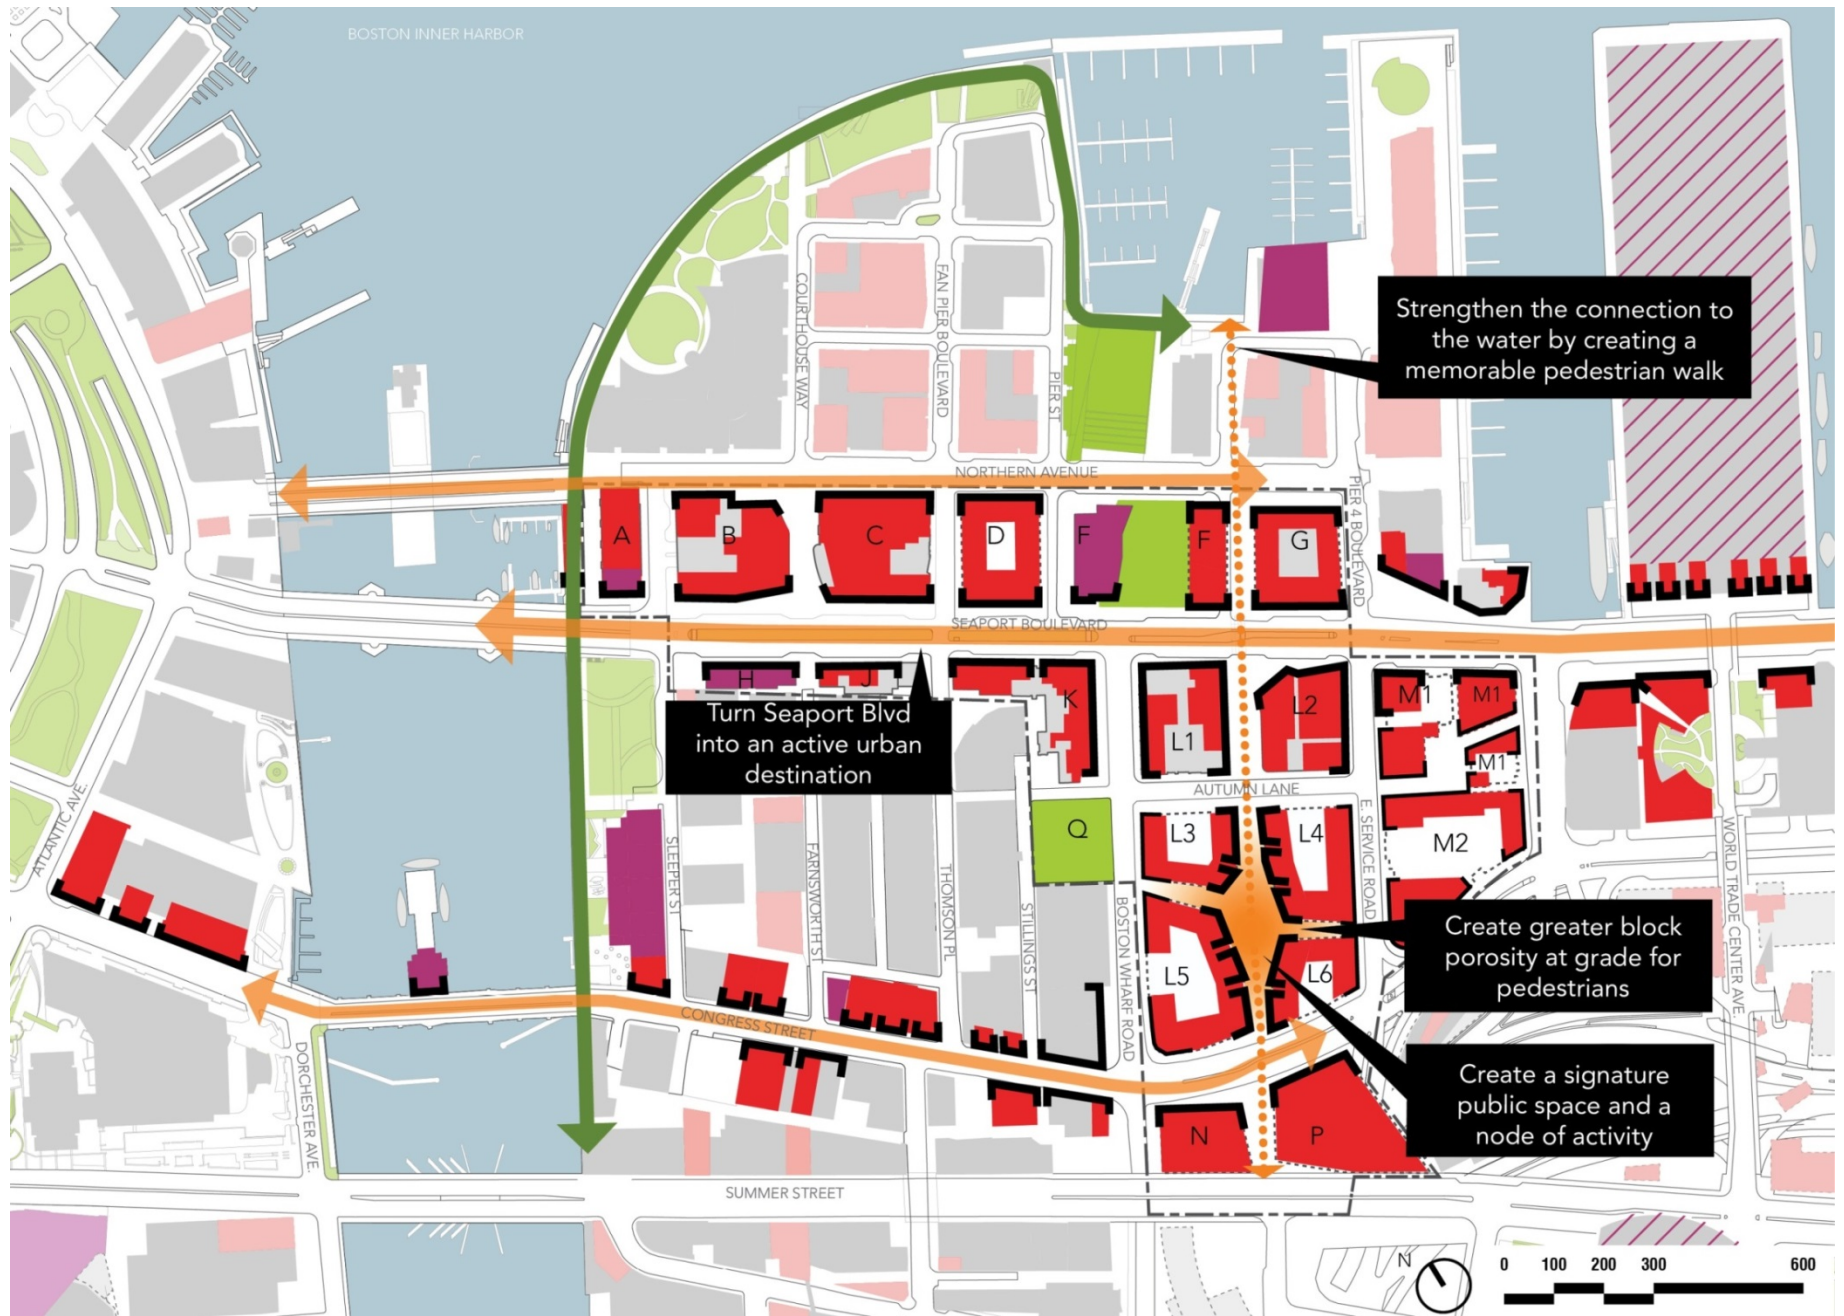 BOSTON INNER HARBOR
COURTHOUSE WAY
FAN PIER BOULEVARD
PIER ST
Strengthen the connection to
the water by creating a
memorable pedestrian walk
NORTHERN AVENUE
PIER 4 BOULEVARD
A
B
C
D
F
F
G
SEAPORT BOULEVARD
H
J
K
L1
L2
M1
M1
M1
Turn Seaport Blvd
into an active urban
destination
AUTUMN LANE
ATLANTIC AVE.
SLEEPER ST
FARNSWORTH ST
THOMSON PL
STILLINGS ST
Q
BOSTON WHARF ROAD
L3
L4
E. SERVICE ROAD
M2
WORLD TRADE CENTER AVE.
L5
L6
Create greater block
porosity at grade for
pedestrians
CONGRESS STREET
DORCHESTER AVE.
Create a signature
public space and a
node of activity
N
P
SUMMER STREET
N
0 100 200 300 600